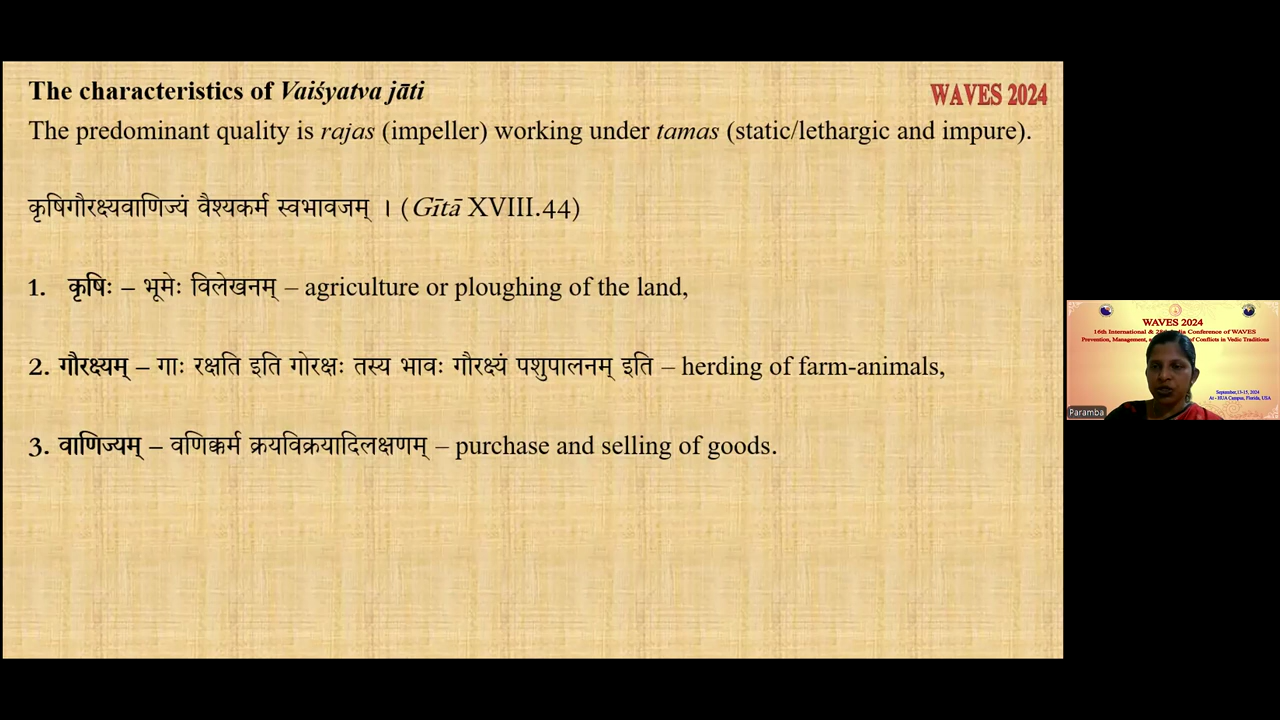 The characteristics of Vaiśyatva jāti
WAVES 2024
The predominant quality is rajas (impeller) working under tamas (static/lethargic and impure).
कृषिगौरक्ष्यवाणिज्यं वैश्यकर्म स्वभावजम् । (Gītā XVIII.44)
1. कृषिः – भूमेः विलेखनम् – agriculture or ploughing of the land,
2. गौरक्ष्यम् – गाः रक्षति इति गोरक्षः तस्य भावः गौरक्ष्यं पशुपालनम् इति – herding of farm-animals,
3. वाणिज्यम् – वणिक्कर्म क्रयविक्रयादिलक्षणम् – purchase and selling of goods.
WAVES 2024
16th International & 28th India Conference of WAVES
Prevention, Management, of Conflicts in Vedic Traditions
September,13-15, 2024
At - HUA Campus, Florida, USA
Paramba